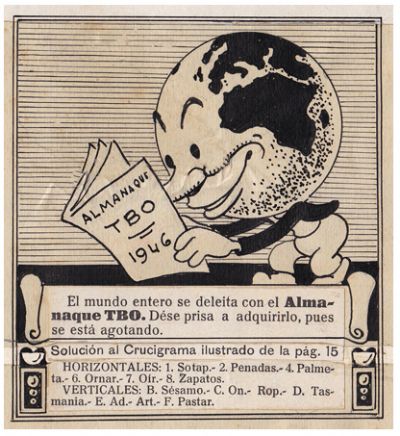 ALMANAQUE
TBO
1946
El mundo entero se deleita con el Alma-
naque TBO. Dése prisa a adquirirlo, pues
se está agotando.
Solución al Crucigrama ilustrado de la pág. 15
HORIZONTALES: 1. Sotap.- 2. Penadas.- 4. Palme-
ta.- 6. Ornar.- 7. Oír.- 8. Zapatos.
VERTICALES: B. Sésamo.- C. On.- Rop.- D. Tas-
mania.- E. Ad.- Art.- F. Pastar.